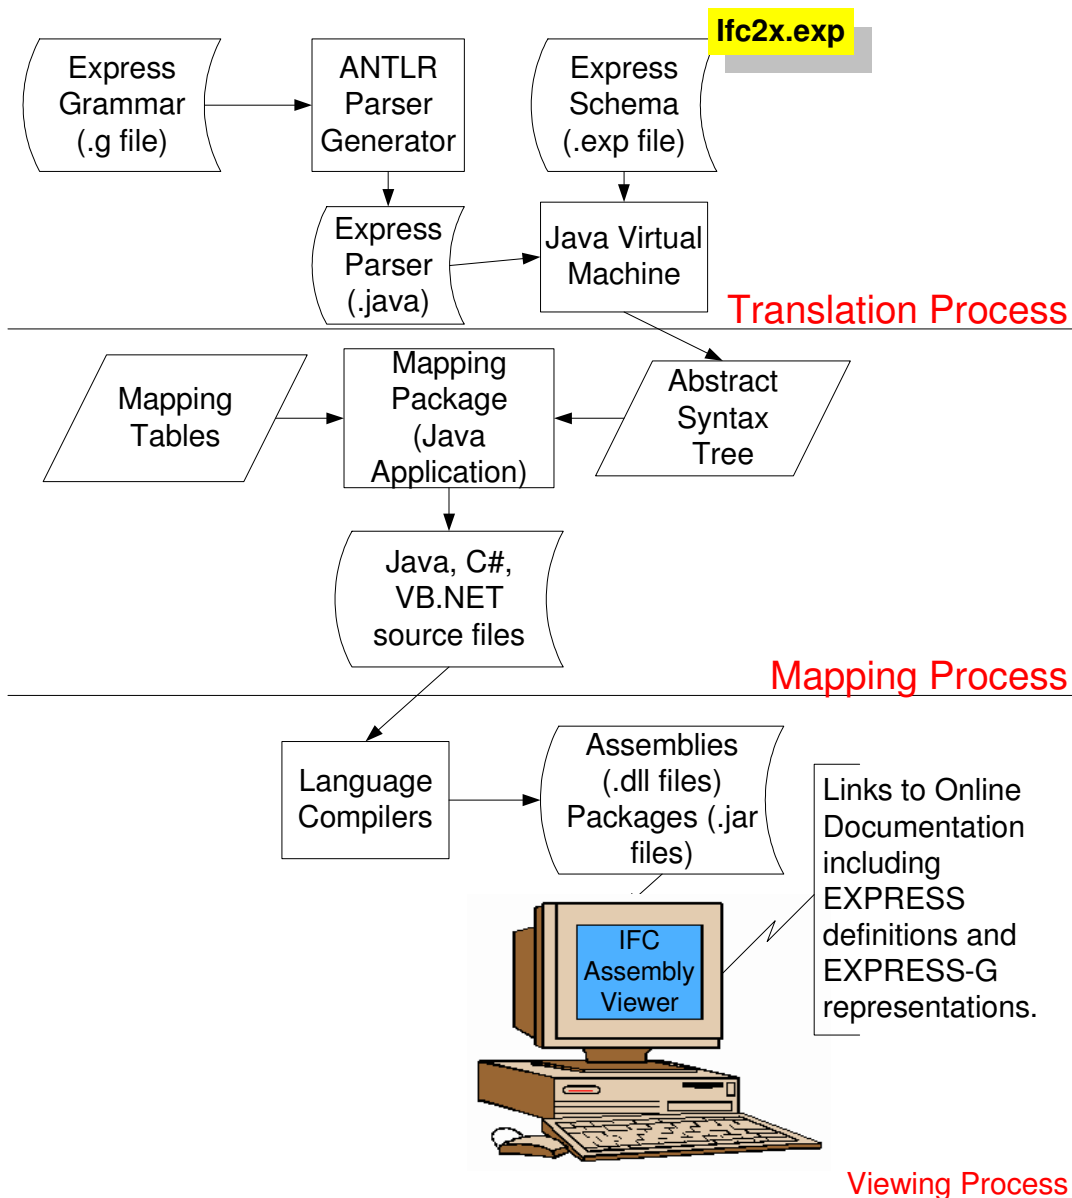 Ifc2x.exp
Express
Grammar
(.g file)
ANTLR
Parser
Generator
Express
Schema
(.exp file)
Express
Parser
(.java)
Java Virtual
Machine
Translation Process
Mapping
Tables
Mapping
Package
(Java
Application)
Abstract
Syntax
Tree
Java, C#,
VB.NET
source files
Mapping Process
Language
Compilers
Assemblies
(.dll files)
Packages (.jar
files)
Links to Online
Documentation
including
EXPRESS
definitions and
EXPRESS-G
representations.
IFC
Assembly
Viewer
Viewing Process